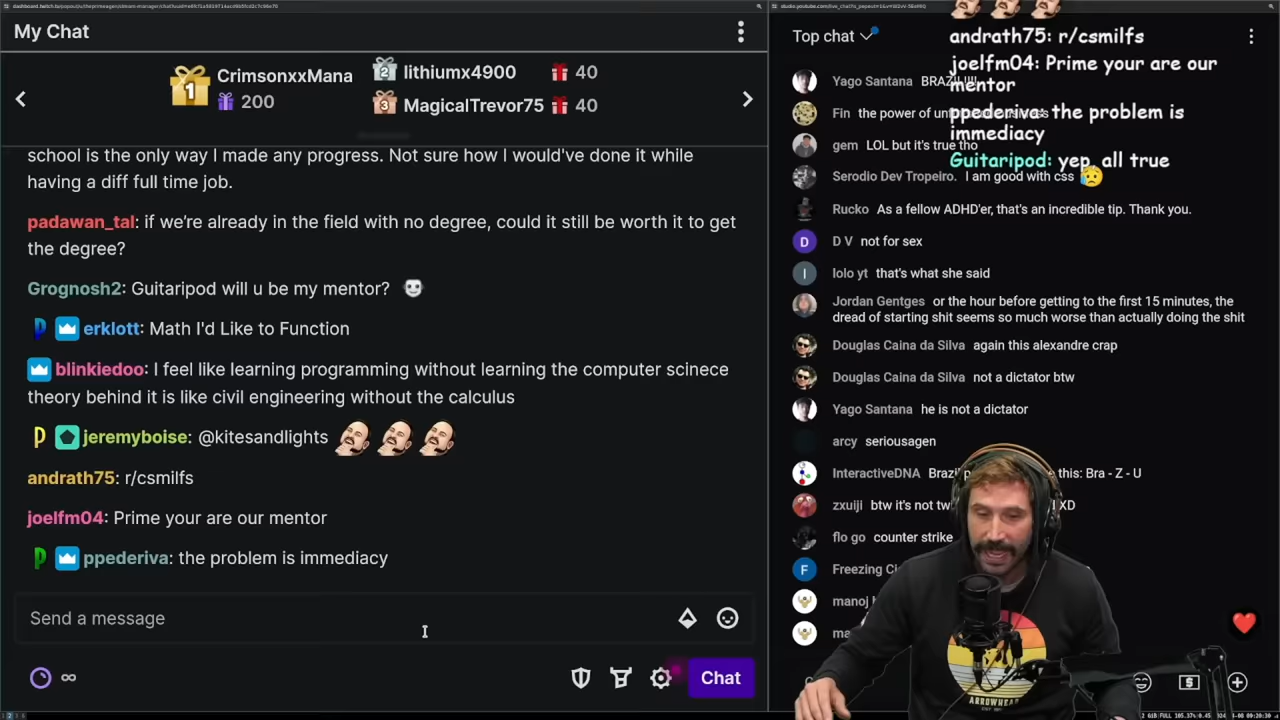 My Chat
CrimsonxxMana
200
lithiumx4900
40
MagicalTrevor75
40
school is the only way I made any progress. Not sure how I would've done it while
having a diff full time job.
padawan_tal: if we're already in the field with no degree, could it still be worth it to get
the degree?
Grognosh2: Guitaripod will u be my mentor?
erklott: Math I'd Like to Function
blinkiedoo: I feel like learning programming without learning the computer scinece
theory behind it is like civil engineering without the calculus
jeremyboise: @kitesandlights
andrath75: r/csmilfs
joelfm04: Prime your are our mentor
ppederiva: the problem is immediacy
Send a message
Chat
Top chat
Yago Santana BRAZIL!!!!
Fin the power of
gem LOL but it's true tho
Serodio Dev Tropeiro. I am good with css
Rucko As a fellow ADHD'er, that's an incredible tip. Thank you.
D V not for sex
lolo yt that's what she said
Jordan Gentges or the hour before getting to the first 15 minutes, the
dread of starting shit seems so much worse than actually doing the shit
Douglas Caina da Silva again this alexandre crap
Douglas Caina da Silva not a dictator btw
Yago Santana he is not a dictator
arcy seriousagen
InteractiveDNA this: Bra - Z - U
zxuiji btw it's not XD
flo go counter strike
Freezing
manoj
andrath75: r/csmilfs
joelfm04: Prime your are our
mentor
ppederiva: the problem is
immediacy
Guitaripod: yep, all true
ARROWHEAD